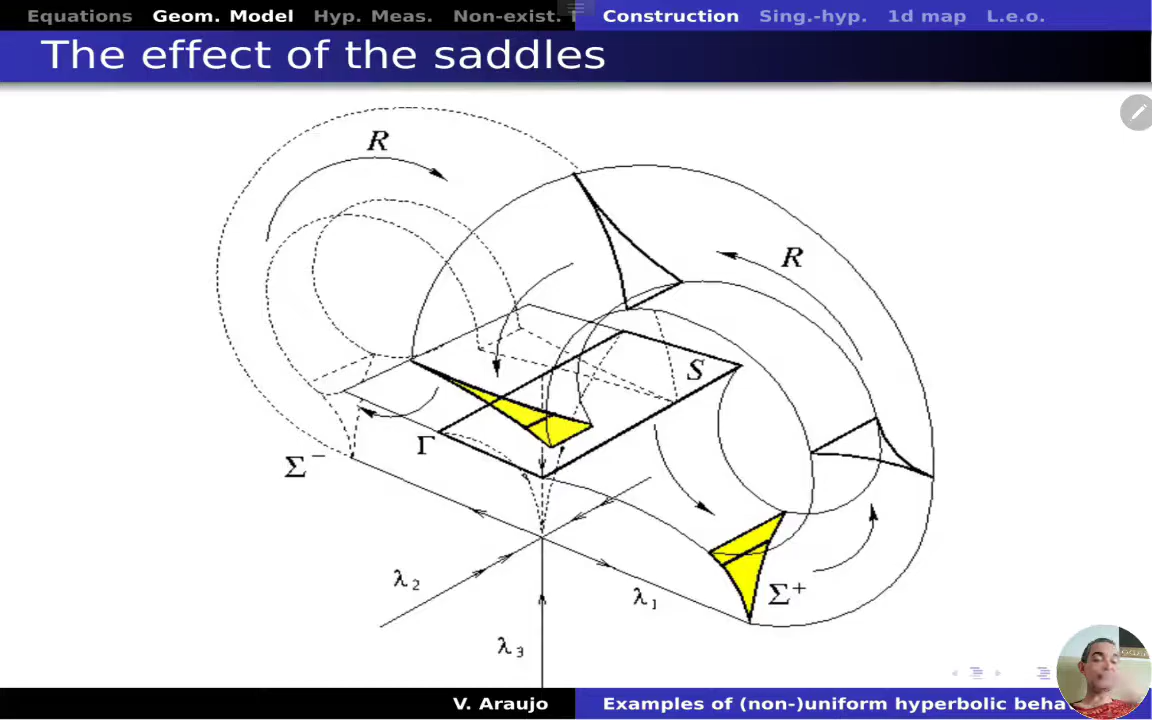 Equations Geom. Model Hyp. Meas. Non-exist. Construction Sing.-hyp. 1d map L.e.o.
The effect of the saddles
R
R
S
Γ
Σ⁻
λ₂
λ₁
Σ⁺
λ₃
V. Araujo Examples of (non-)uniform hyperbolic